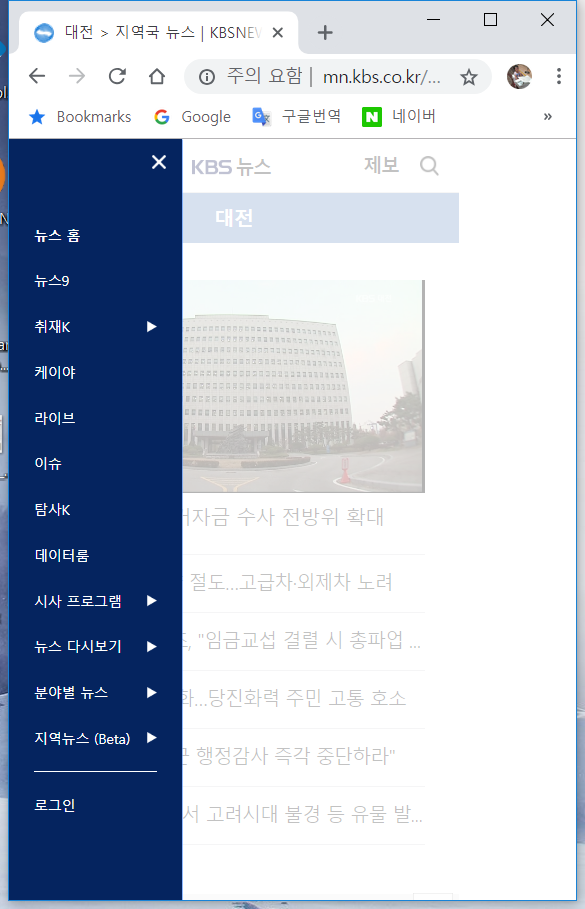 대전 > 지역국 뉴스 | KBSNEW
주의 요함 | mn.kbs.co.kr/...
Bookmarks Google 구글번역 네이버 »
KBS 뉴스 제보
대전
뉴스 홈
뉴스9
취재K
케이야
라이브
이슈
탐사K
데이터룸
시사 프로그램
뉴스 다시보기
분야별 뉴스
지역뉴스 (Beta)
로그인
자금 수사 전방위 확대
절도...고급차·외제차 노려
"임금교섭 결렬 시 총파업 ...
화...당진화력 주민 고통 호소
행정감사 즉각 중단하라"
서 고려시대 불경 등 유물 발...